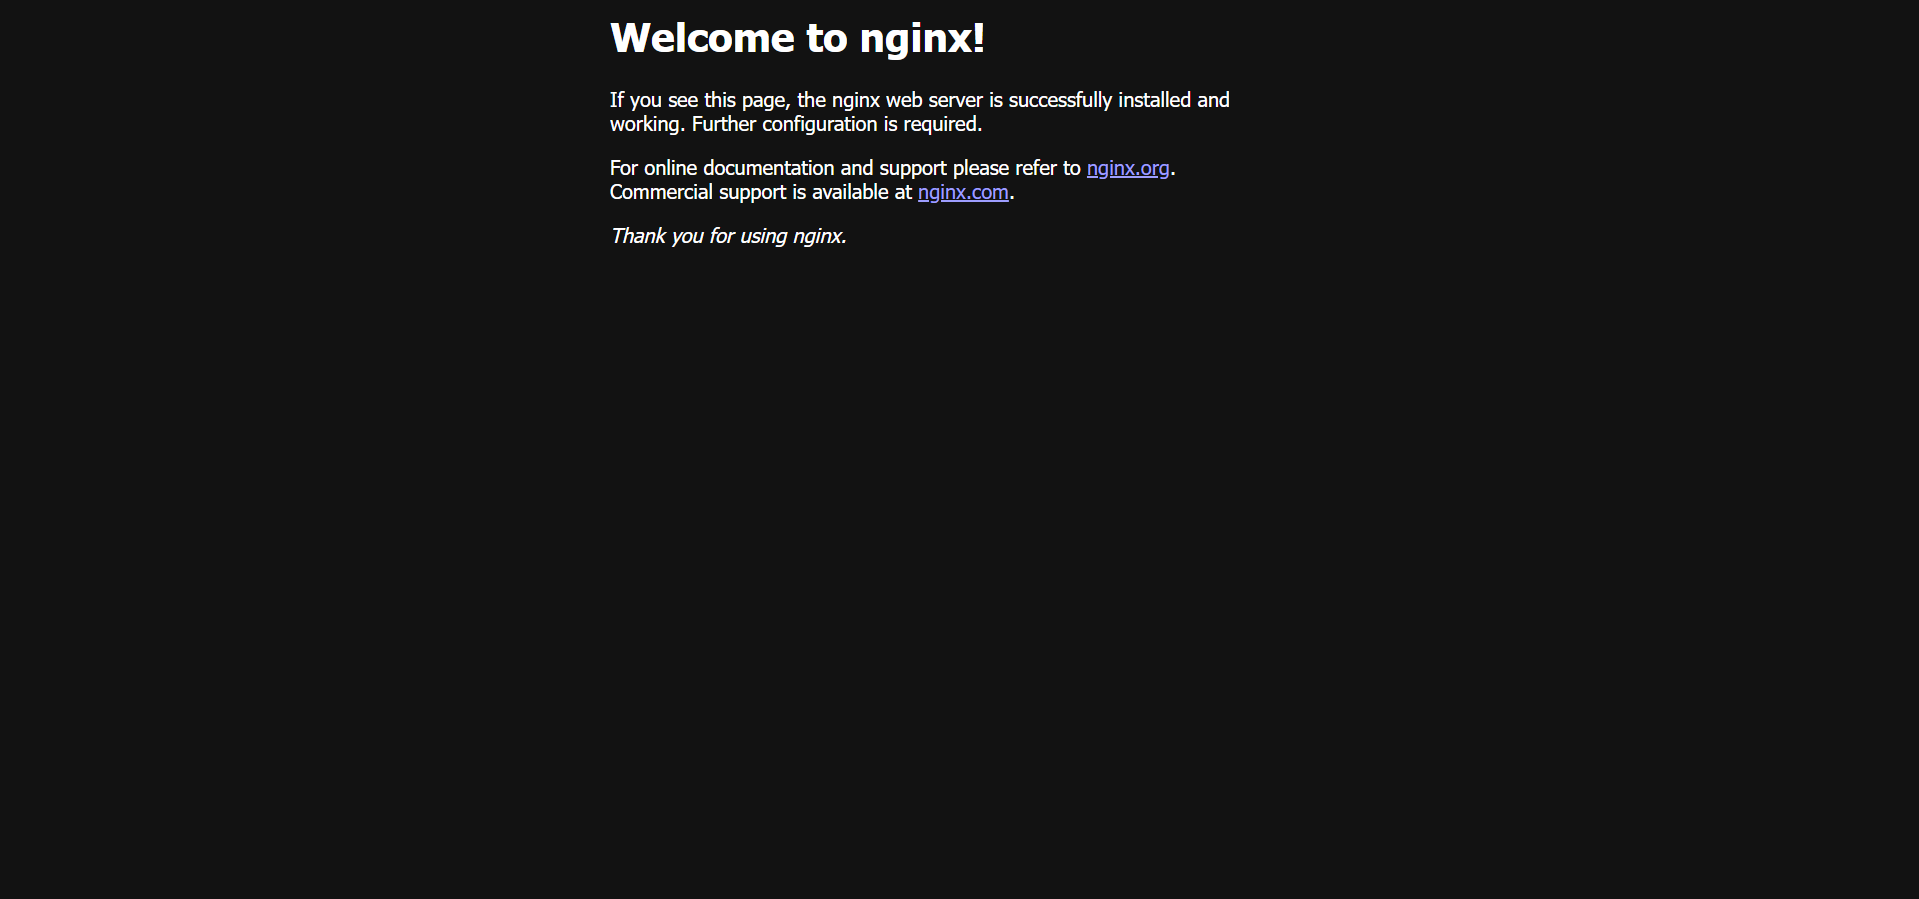 Welcome to nginx!
If you see this page, the nginx web server is successfully installed and
working. Further configuration is required.
For online documentation and support please refer to nginx.org.
Commercial support is available at nginx.com.
Thank you for using nginx.